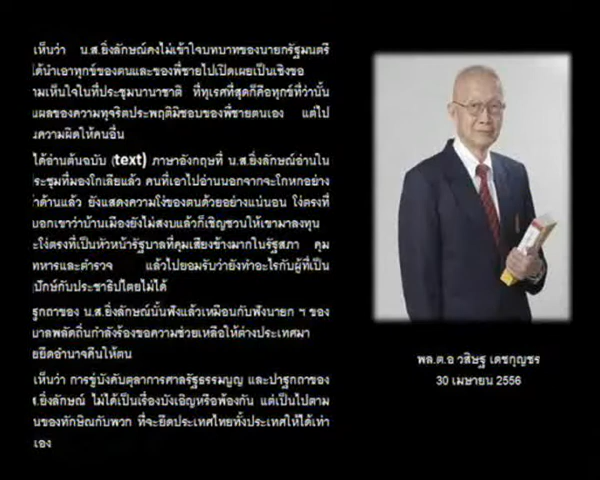 เห็นว่า น.ส.ยิ่งลักษณ์คงไม่เข้าใจบทบาทของนายกรัฐมนตรี
ได้นำเอาทุกข์ของตนและของพี่ชายไปเปิดเผยเป็นเชิงขอ
ามเห็นใจในที่ประชุมนานาชาติ ที่ทุเรศที่สุดก็คือทุกข์ที่ว่านั้น
นผลของความทุจริตประพฤติมิชอบของพี่ชายตนเอง แต่ไป
นความผิดให้คนอื่น
ได้อ่านต้นฉบับ (text) ภาษาอังกฤษที่ น.ส.ยิ่งลักษณ์อ่านใน
ประชุมที่มองโกเลียแล้ว คนที่เอาไปอ่านนอกจากจะโกหกอย่าง
าด้านแล้ว ยังแสดงความโง่ของตนด้วยอย่างแน่นอน โง่ตรงที่
บอกเขาว่าบ้านเมืองยังไม่สงบแล้วก็เชิญชวนให้เขามาลงทุน
ะโง่ตรงที่เป็นหัวหน้ารัฐบาลที่คุมเสียงข้างมากในรัฐสภา คุม
ทหารและตำรวจ แล้วไปยอมรับว่ายังทำอะไรกับผู้ที่เป็น
ปักษ์กับประชาธิปไตยไม่ได้
ฐกถาของ น.ส.ยิ่งลักษณ์นั้นฟังแล้วเหมือนกับฟังนายก ฯ ของ
บาลพลัดถิ่นกำลังร้องขอความช่วยเหลือให้ต่างประเทศมา
ยยึดอำนาจคืนให้ตน
เห็นว่า การขู่บังคับตุลาการศาลรัฐธรรมนูญ และปาฐกถาของ
ส.ยิ่งลักษณ์ ไม่ได้เป็นเรื่องบังเอิญหรือพ้องกัน แต่เป็นไปตาม
นของทักษิณกับพวก ที่จะยึดประเทศไทยทั้งประเทศให้ได้เท่า
เอง
พล.ต.อ วสิษฐ เดชกุญชร
30 เมษายน 2556